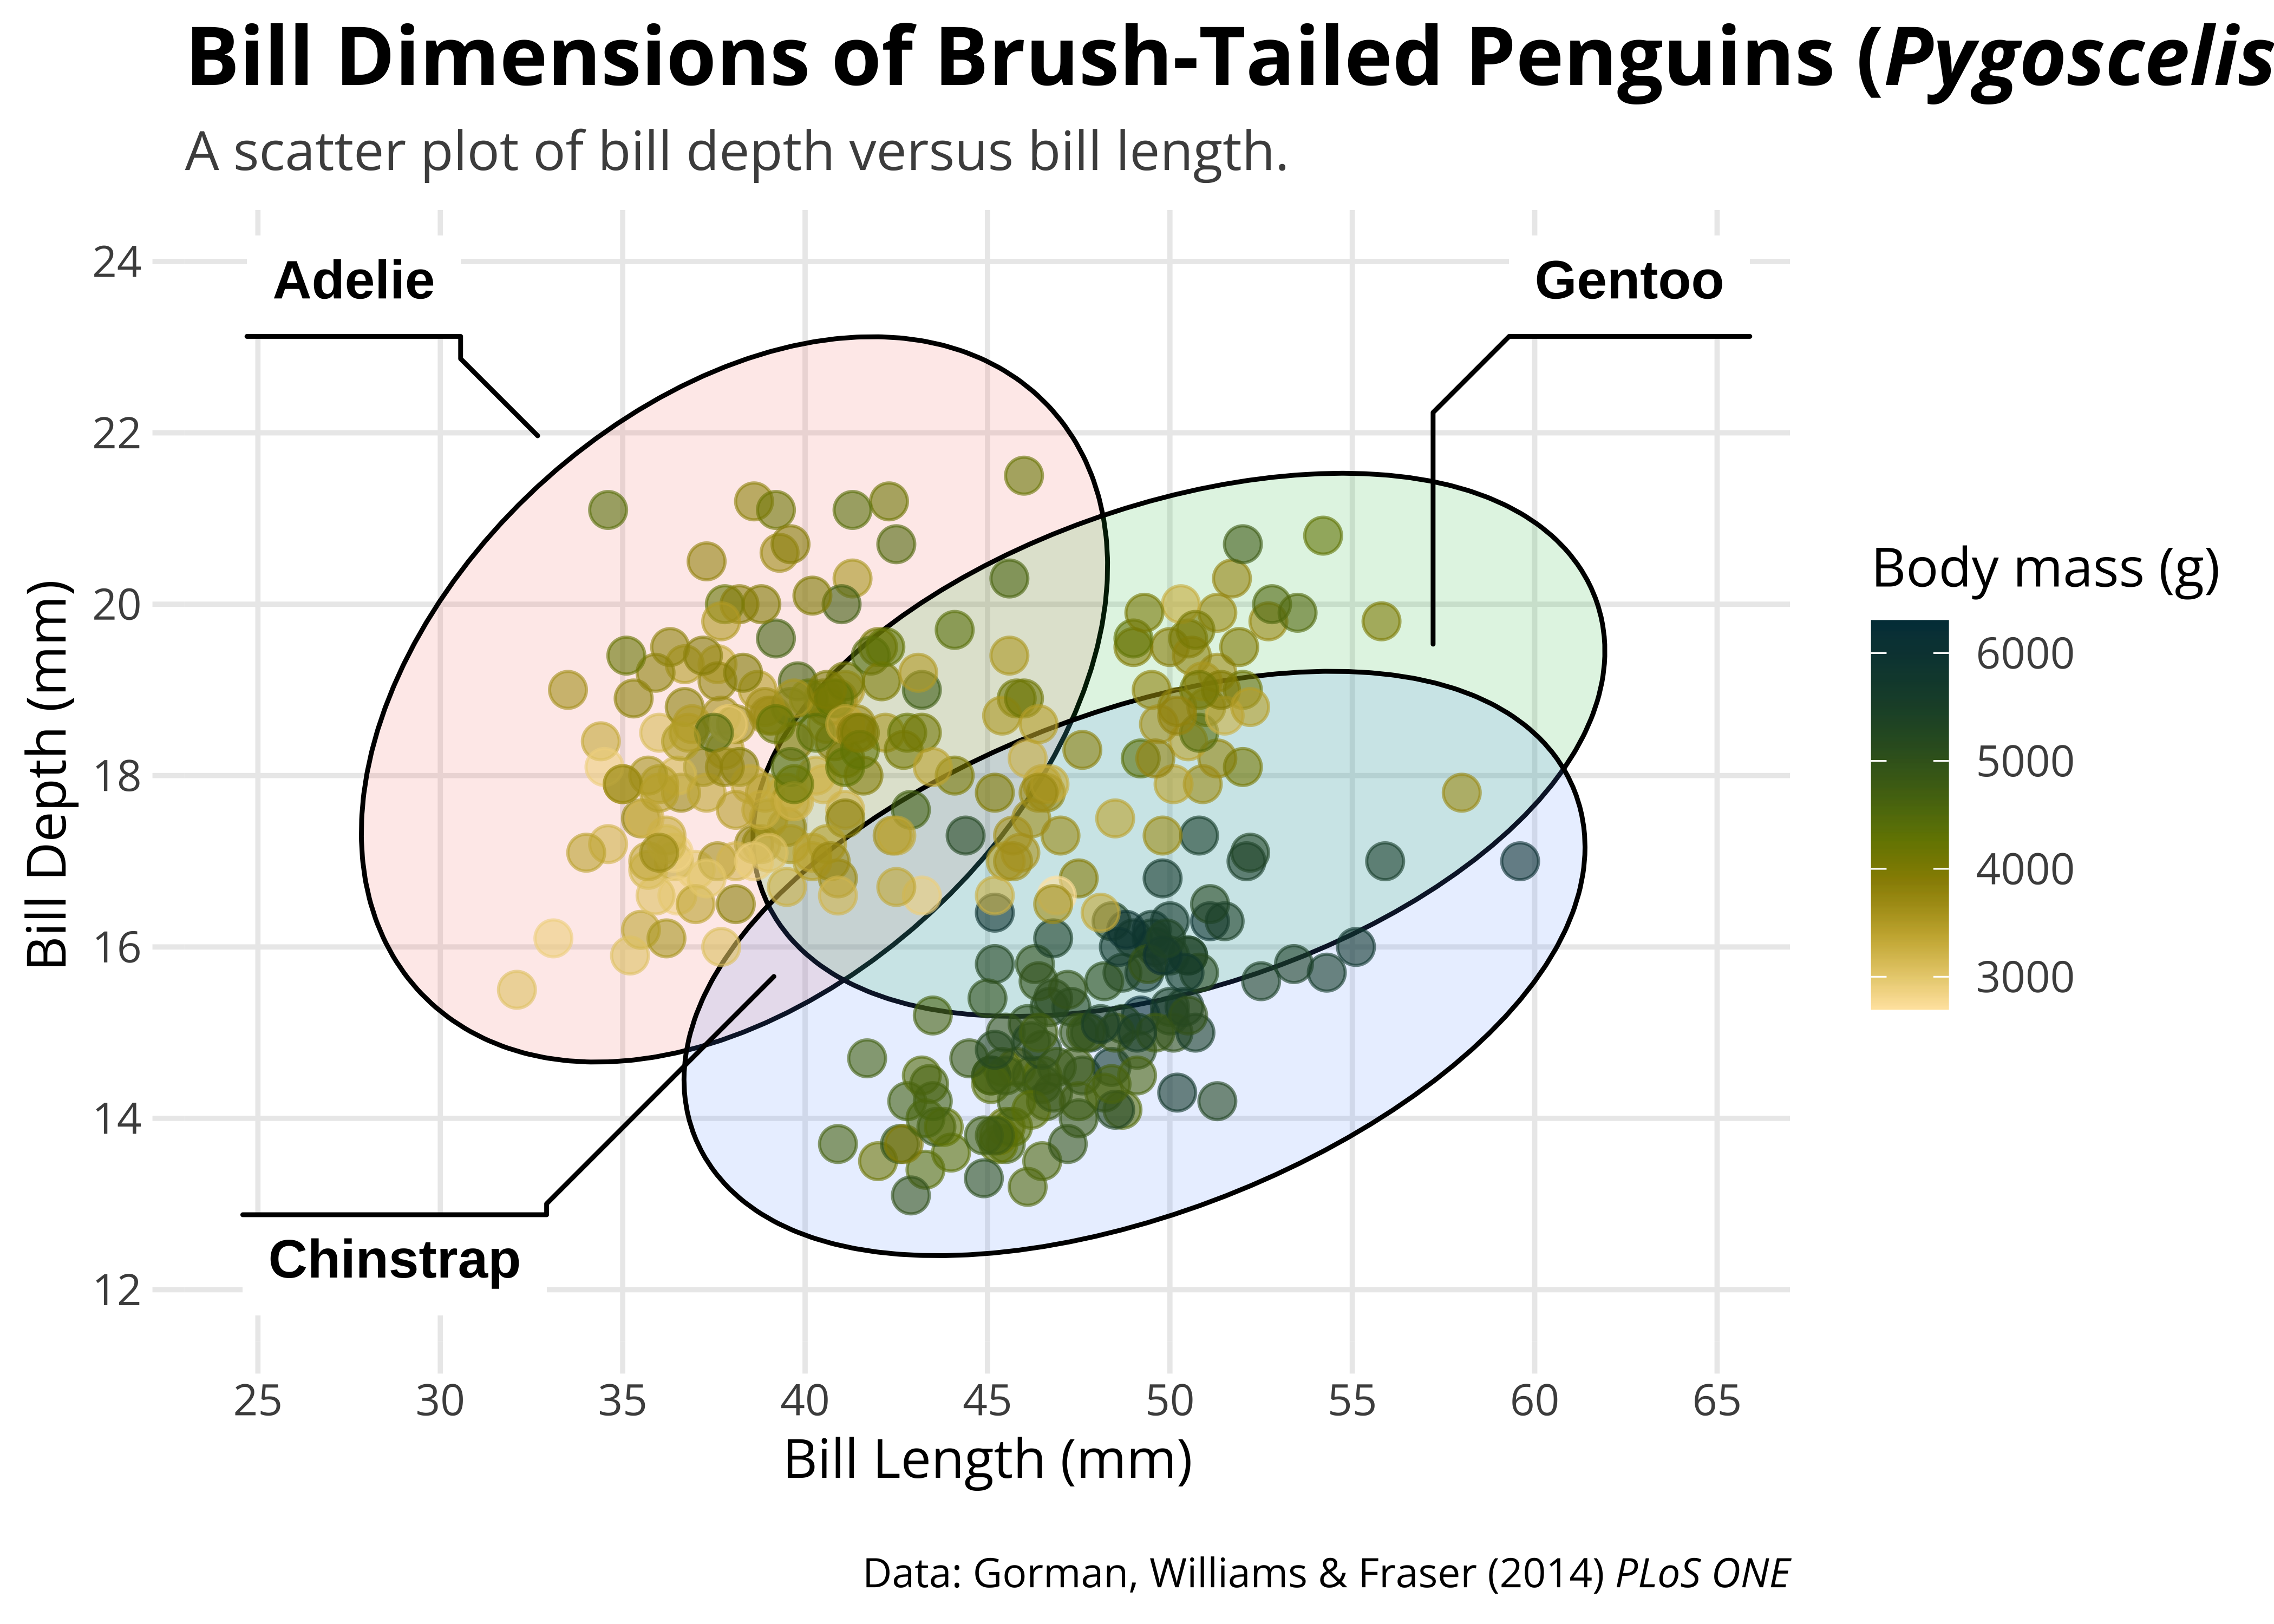 Bill Dimensions of Brush-Tailed Penguins (Pygoscelis
A scatter plot of bill depth versus bill length.
Adelie
Gentoo
Chinstrap
24
22
20
18
16
14
12
Bill Depth (mm)
25 30 35 40 45 50 55 60 65
Bill Length (mm)
Body mass (g)
6000
5000
4000
3000
Data: Gorman, Williams & Fraser (2014) PLoS ONE